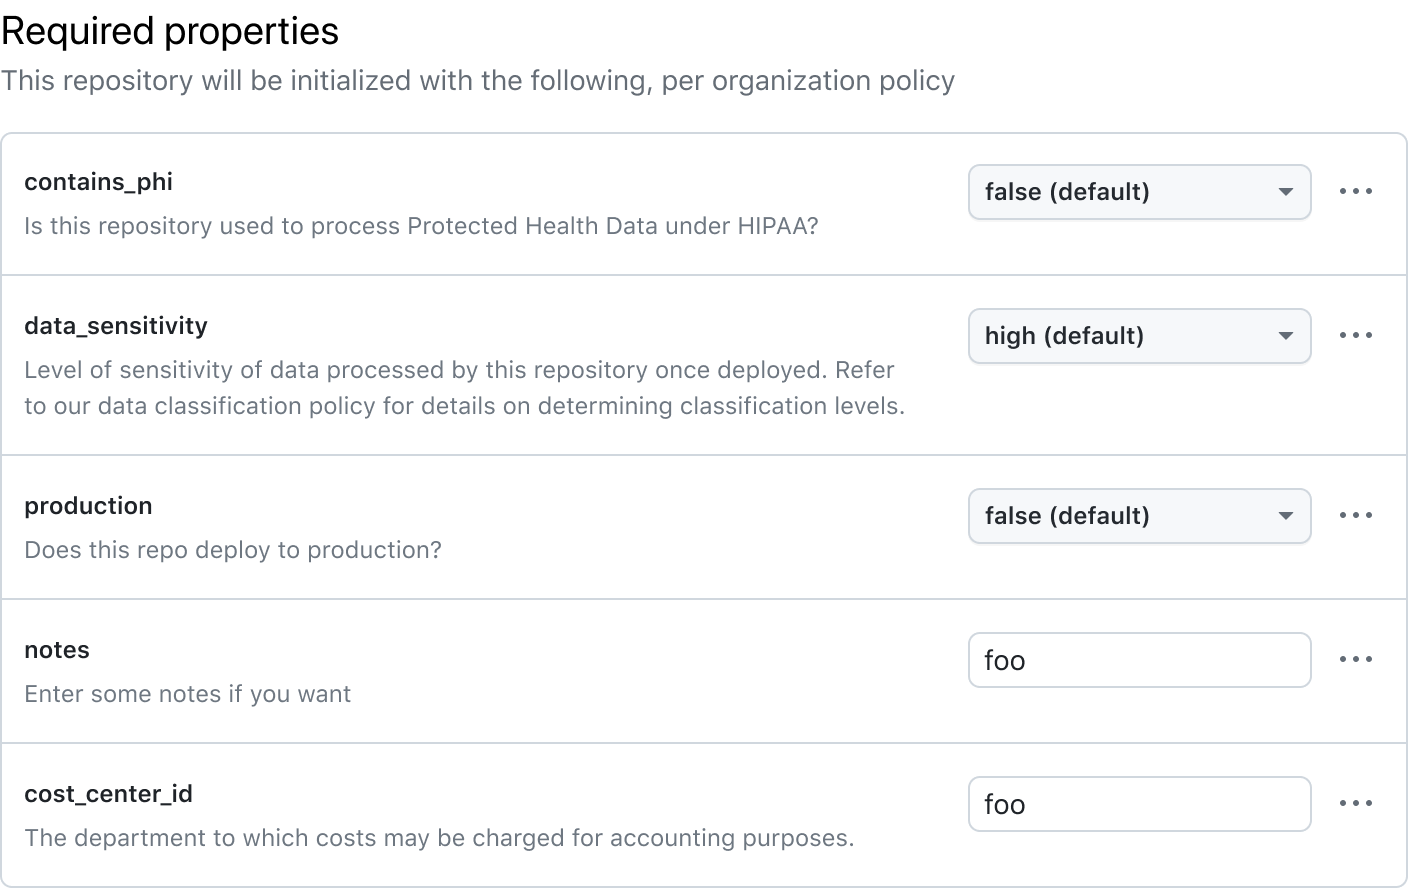 Required properties
This repository will be initialized with the following, per organization policy
contains_phi
false (default)
Is this repository used to process Protected Health Data under HIPAA?
data_sensitivity
high (default)
Level of sensitivity of data processed by this repository once deployed. Refer
to our data classification policy for details on determining classification levels.
production
false (default)
Does this repo deploy to production?
notes
foo
Enter some notes if you want
cost_center_id
foo
The department to which costs may be charged for accounting purposes.